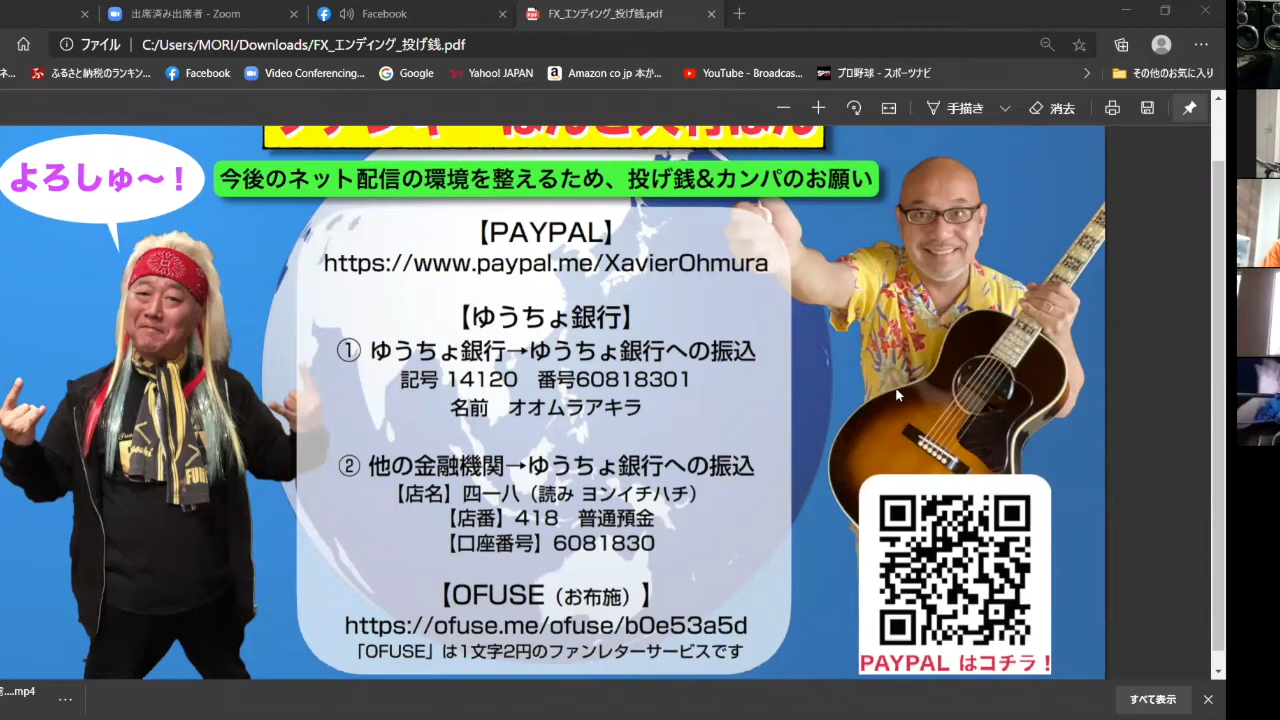 出席済み出席者 - Zoom
Facebook
FX_エンディング_投げ銭.pdf
ファイル
C:/Users/MORI/Downloads/FX_エンディング_投げ銭.pdf
ネ...
ふるさと納税のランキン...
Facebook
Video Conferencing,...
Google
Yahoo! JAPAN
Amazon co jp 本か...
YouTube - Broadcas...
プロ野球 - スポーツナビ
その他のお気に入り
手描き
消去
よろしゅ〜！
今後のネット配信の環境を整えるため、投げ銭&カンパのお願い
【PAYPAL】
https://www.paypal.me/XavierOhmura
【ゆうちょ銀行】
① ゆうちょ銀行→ゆうちょ銀行への振込
記号 14120 番号60818301
名前 オオムラアキラ
② 他の金融機関→ゆうちょ銀行への振込
【店名】四一八（読み ヨンイチハチ）
【店番】418 普通預金
【口座番号】6081830
【OFUSE（お布施）】
https://ofuse.me/ofuse/b0e53a5d
「OFUSE」は1文字2円のファンレターサービスです
PAYPAL はコチラ！
....mp4
すべて表示